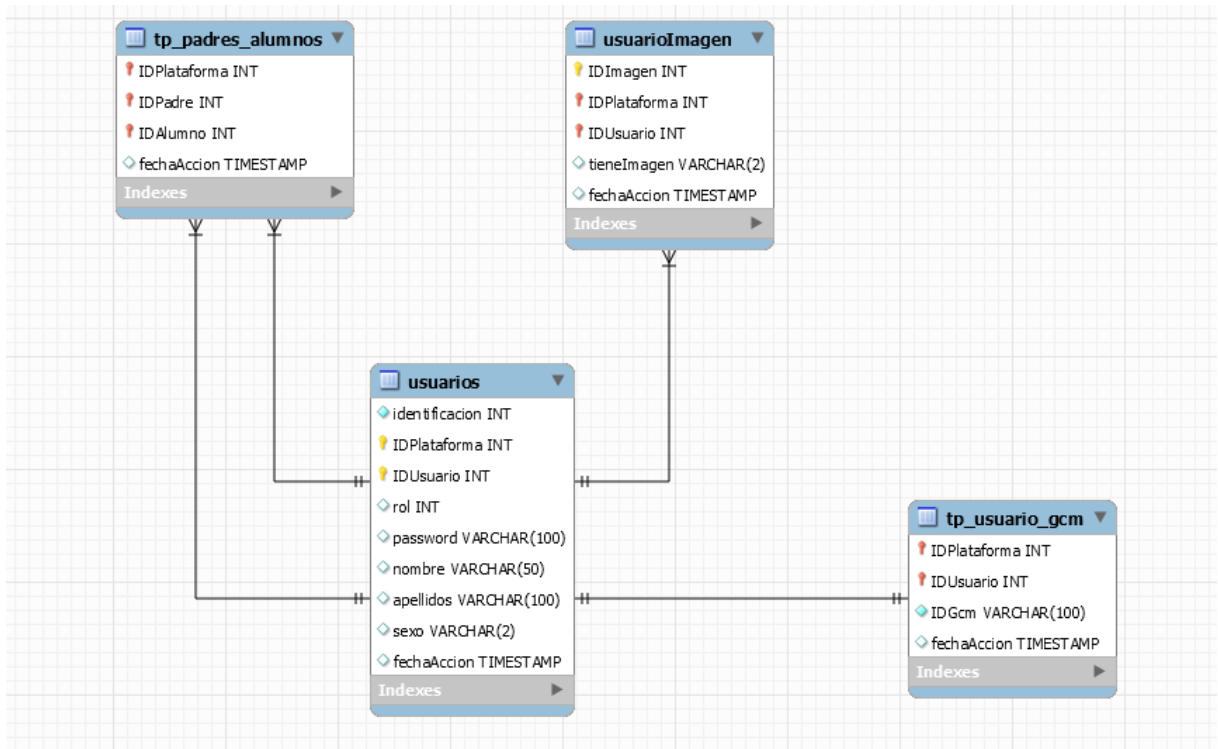 tp_padres_alumnos
IDPlataforma INT
IDPadre INT
IDAlumno INT
fechaAccion TIMESTAMP
Indexes
usuarioImagen
IDImagen INT
IDPlataforma INT
IDUsuario INT
tieneImagen VARCHAR(2)
fechaAccion TIMESTAMP
Indexes
usuarios
identificacion INT
IDPlataforma INT
IDUsuario INT
rol INT
password VARCHAR(100)
nombre VARCHAR(50)
apellidos VARCHAR(100)
sexo VARCHAR(2)
fechaAccion TIMESTAMP
Indexes
tp_usuario_gcm
IDPlataforma INT
IDUsuario INT
IDGcm VARCHAR(100)
fechaAccion TIMESTAMP
Indexes